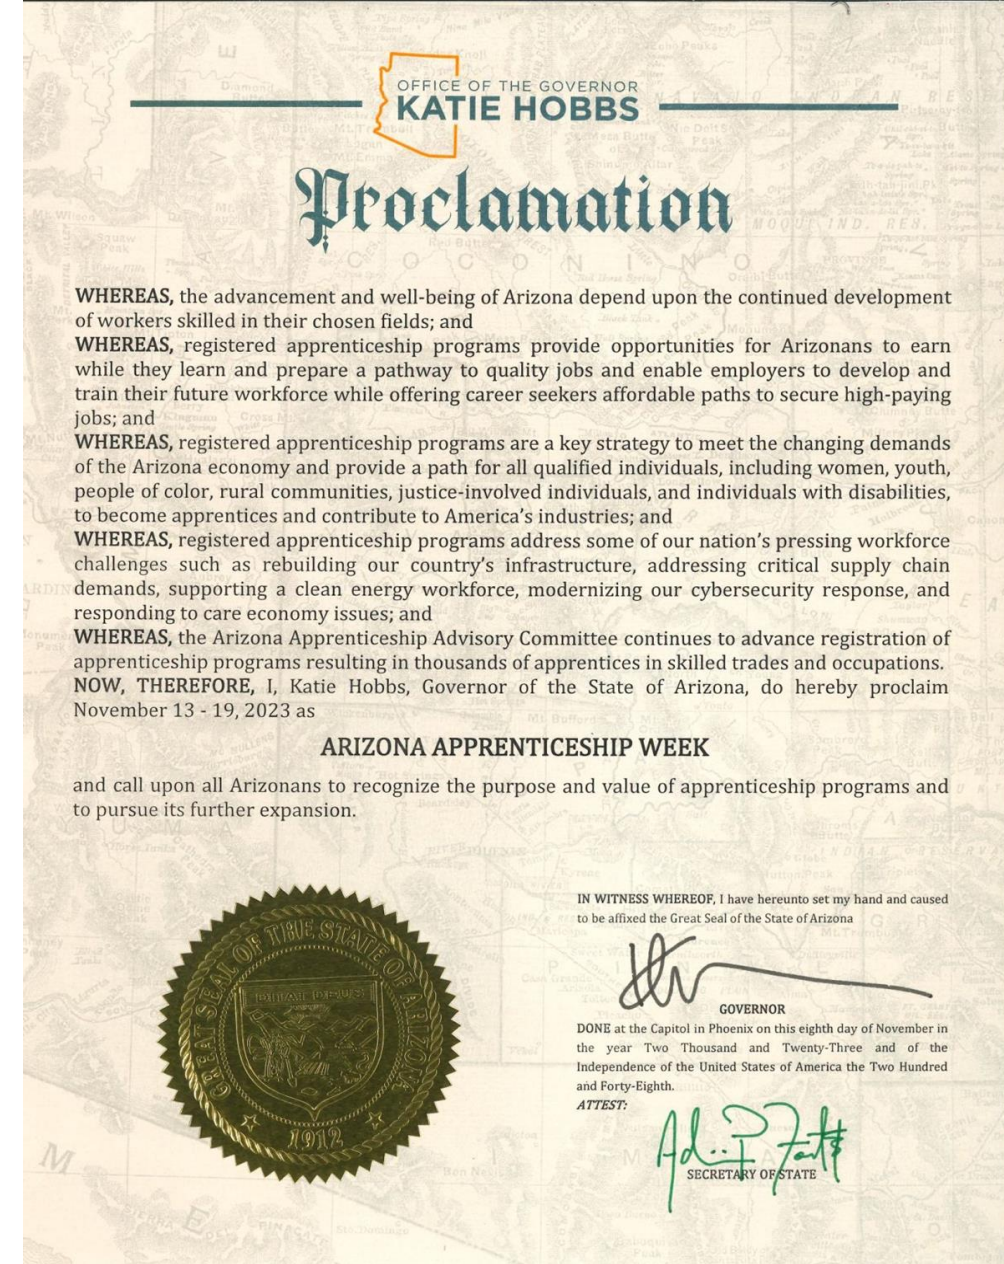 OFFICE OF THE GOVERNOR
KATIE HOBBS
Proclamation
WHEREAS, the advancement and well-being of Arizona depend upon the continued development
of workers skilled in their chosen fields; and
WHEREAS, registered apprenticeship programs provide opportunities for Arizonans to earn
while they learn and prepare a pathway to quality jobs and enable employers to develop and
train their future workforce while offering career seekers affordable paths to secure high-paying
jobs; and
WHEREAS, registered apprenticeship programs are a key strategy to meet the changing demands
of the Arizona economy and provide a path for all qualified individuals, including women, youth,
people of color, rural communities, justice-involved individuals, and individuals with disabilities,
to become apprentices and contribute to America's industries; and
WHEREAS, registered apprenticeship programs address some of our nation's pressing workforce
challenges such as rebuilding our country's infrastructure, addressing critical supply chain
demands, supporting a clean energy workforce, modernizing our cybersecurity response, and
responding to care economy issues; and
WHEREAS, the Arizona Apprenticeship Advisory Committee continues to advance registration of
apprenticeship programs resulting in thousands of apprentices in skilled trades and occupations.
NOW, THEREFORE, I, Katie Hobbs, Governor of the State of Arizona, do hereby proclaim
November 13 - 19, 2023 as
ARIZONA APPRENTICESHIP WEEK
and call upon all Arizonans to recognize the purpose and value of apprenticeship programs and
to pursue its further expansion.
GREAT SEAL OF THE STATE OF ARIZONA
DITAT DEUS
1912
IN WITNESS WHEREOF, I have hereunto set my hand and caused
to be affixed the Great Seal of the State of Arizona
GOVERNOR
DONE at the Capitol in Phoenix on this eighth day of November in
the year Two Thousand and Twenty-Three and of the
Independence of the United States of America the Two Hundred
and Forty-Eighth.
ATTEST:
SECRETARY OF STATE